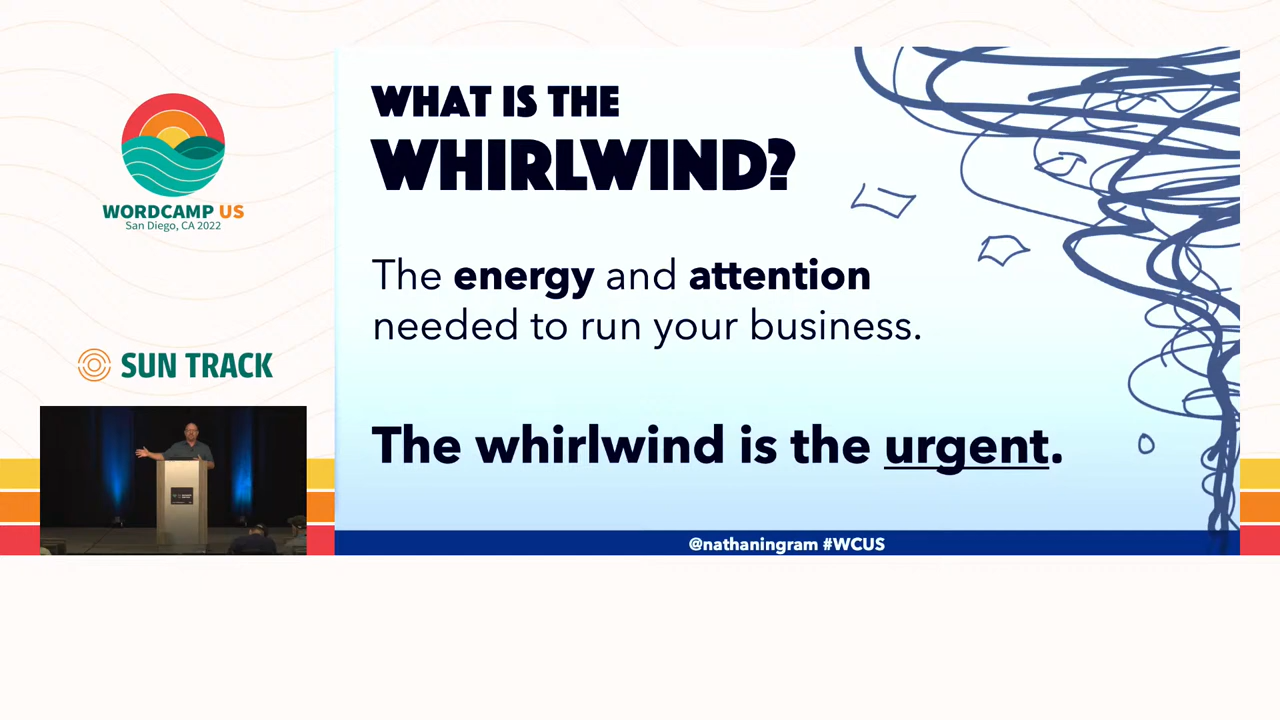 WORDCAMP US
San Diego, CA 2022
SUN TRACK
WHAT IS THE
WHIRLWIND?
The energy and attention
needed to run your business.
The whirlwind is the urgent.
@nathaningram #WCUS